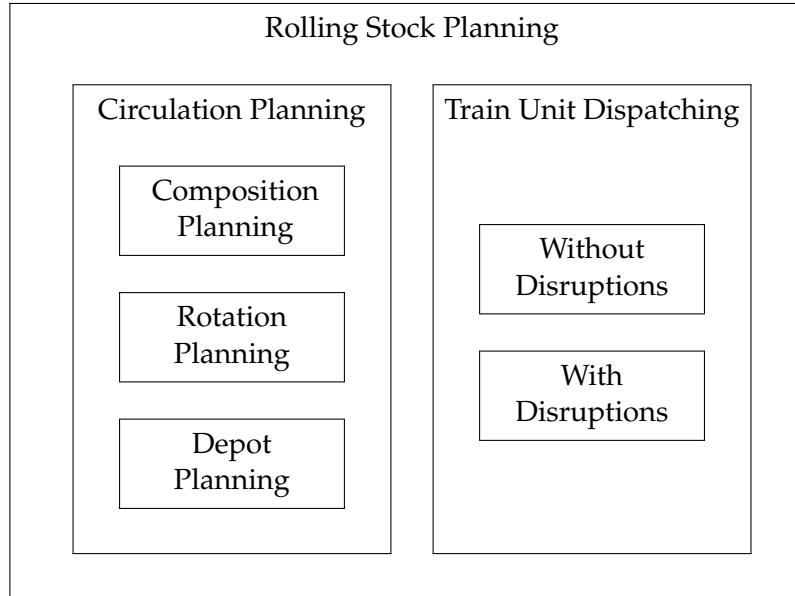 Rolling Stock Planning
Circulation Planning
Composition
Planning
Rotation
Planning
Depot
Planning
Train Unit Dispatching
Without
Disruptions
With
Disruptions